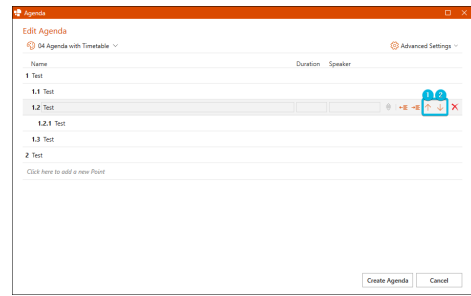 Agenda
Edit Agenda
04 Agenda with Timetable
Advanced Settings
Name Duration Speaker
1 Test
1.1 Test
1 2
1.2 Test
1.2.1 Test
1.3 Test
2 Test
Click here to add a new Point
Create Agenda Cancel